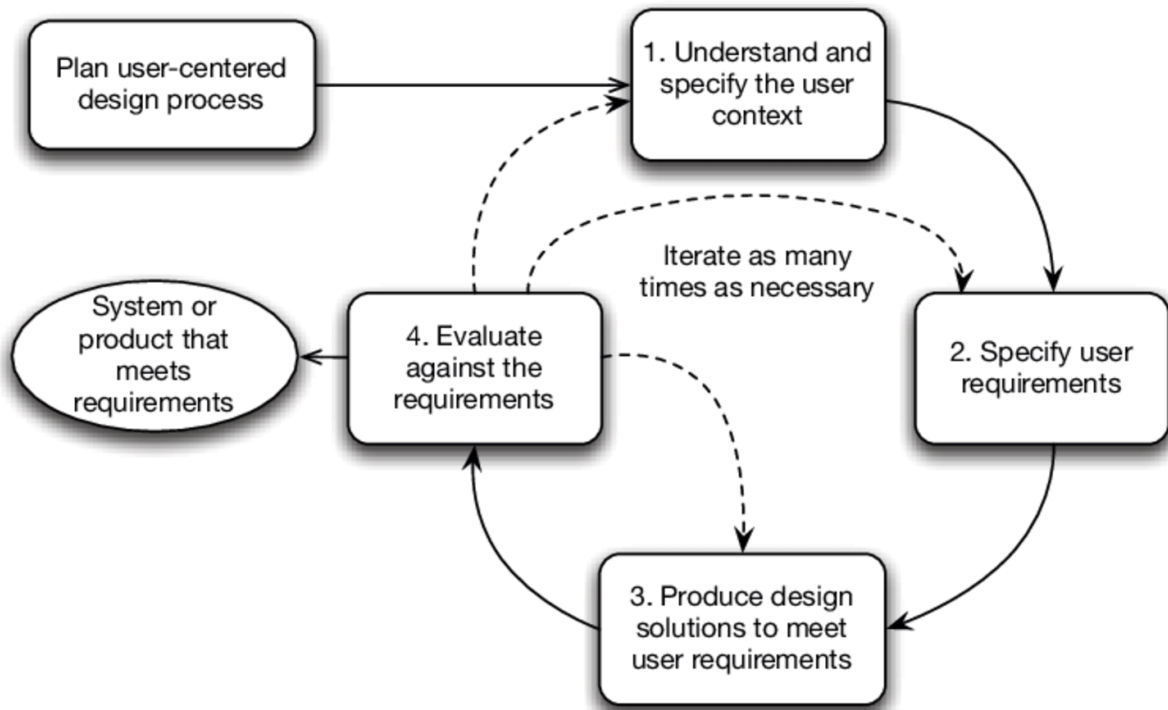 Plan user-centered
design process
1. Understand and
specify the user
context
Iterate as many
times as necessary
System or
product that
meets
requirements
4. Evaluate
against the
requirements
2. Specify user
requirements
3. Produce design
solutions to meet
user requirements